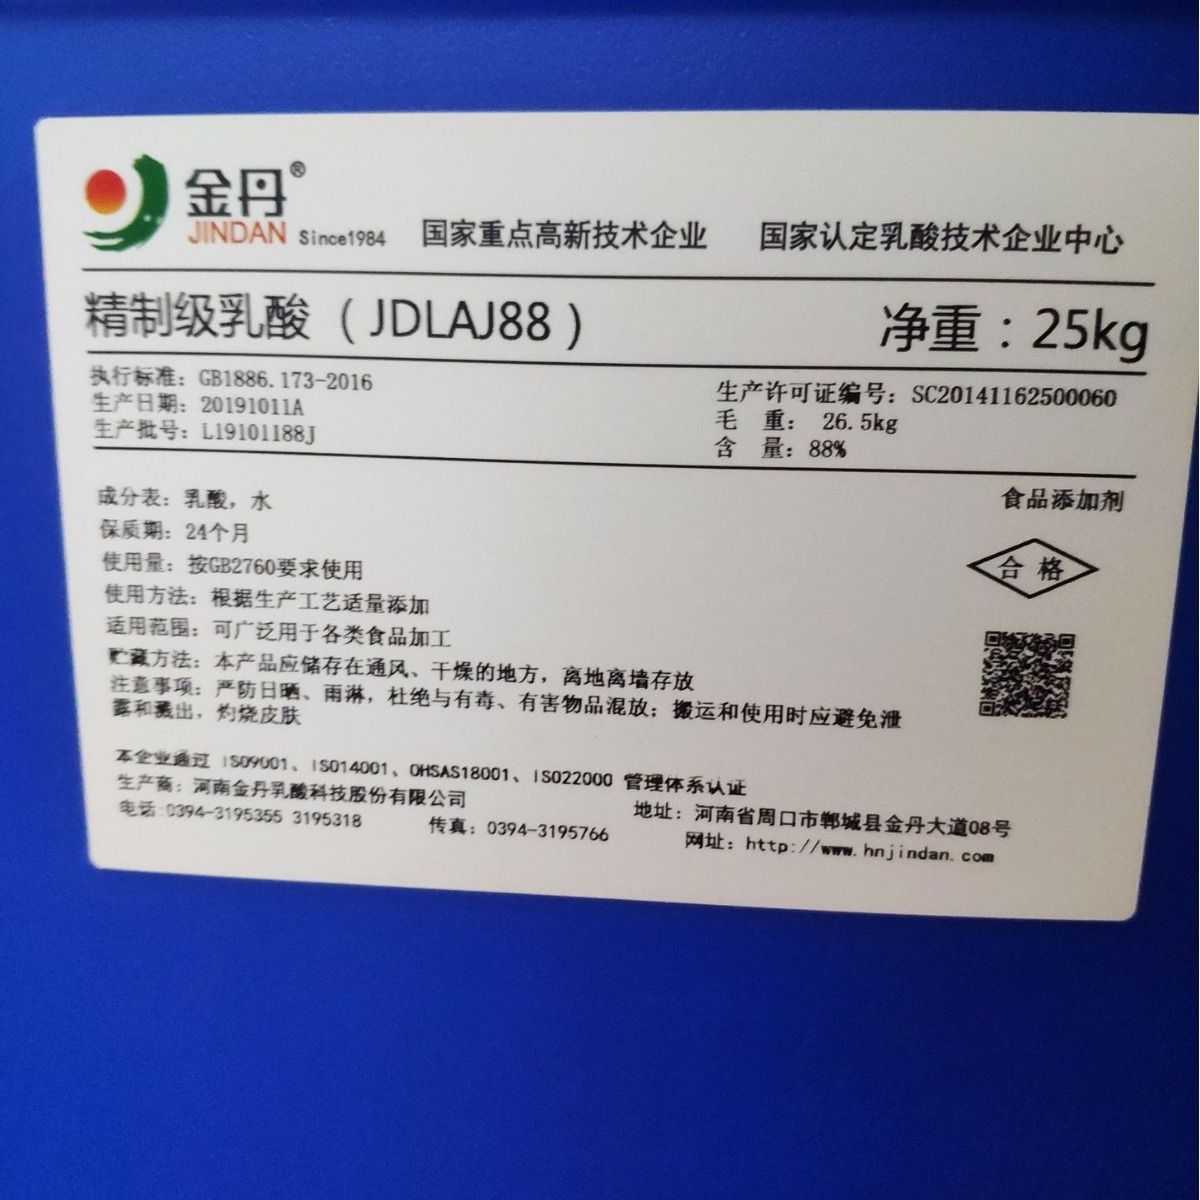 金丹®
JINDAN Since1984 国家重点高新技术企业 国家认定乳酸技术企业中心
精制级乳酸（JDLAJ88） 净重：25kg
执行标准：GB1886.173-2016
生产日期：20191011A
生产批号：L19101188J
生产许可证编号：SC20141162500060
毛 重： 26.5kg
含 量：88%
成分表：乳酸，水
保质期：24个月
使用量：按GB2760要求使用
使用方法：根据生产工艺适量添加
适用范围：可广泛用于各类食品加工
贮藏方法：本产品应储存在通风、干燥的地方，离地离墙存放
注意事项：严防日晒、雨淋，杜绝与有毒、有害物品混放；搬运和使用时应避免泄
露和溅出，灼烧皮肤
食品添加剂
合格
本企业通过 ISO9001、ISO14001、OHSAS18001、ISO22000 管理体系认证
生产商：河南金丹乳酸科技股份有限公司
地址：河南省周口市郸城县金丹大道08号
电话:0394-3195355 3195318 传真：0394-3195766
网址：http://www.hnjindan.com